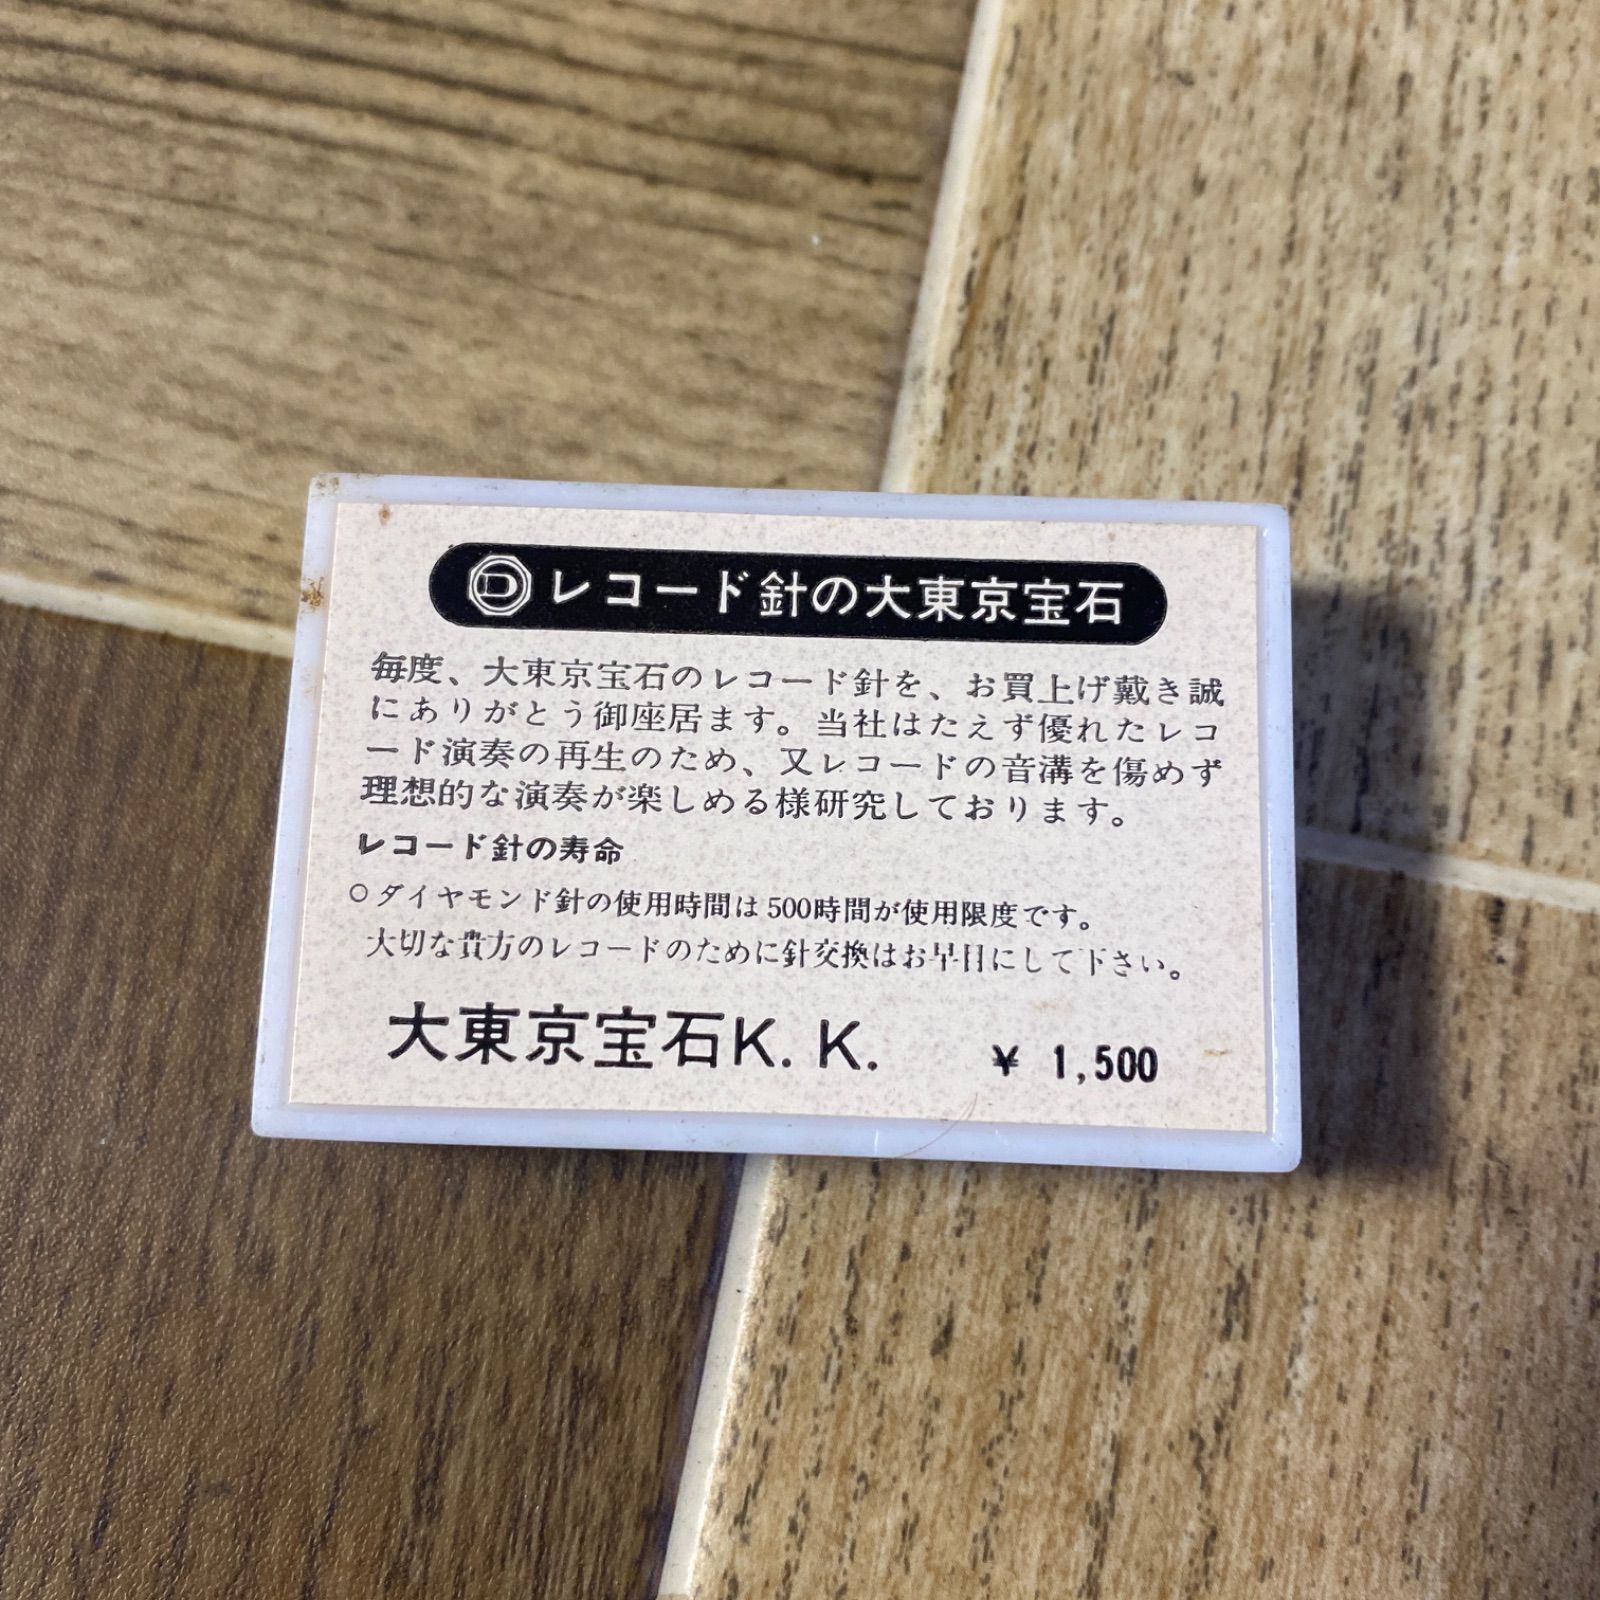 D レコード針の大東京宝石
毎度、大東京宝石のレコード針を、お買上げ戴き誠
にありがとう御座居ます。当社はたえず優れたレコ
ード演奏の再生のため、又レコードの音溝を傷めず
理想的な演奏が楽しめる様研究しております。
レコード針の寿命
○ダイヤモンド針の使用時間は500時間が使用限度です。
大切な貴方のレコードのために針交換はお早目にして下さい。
大東京宝石K.K. ¥ 1,500